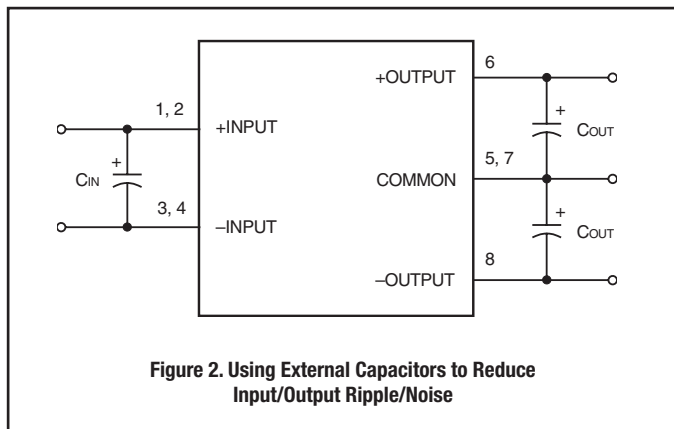 6
+OUTPUT
+
1, 2
COUT
+INPUT
5, 7
+
CIN
COMMON
+
3, 4
COUT
–INPUT
8
–OUTPUT
Figure 2. Using External Capacitors to Reduce
Input/Output Ripple/Noise